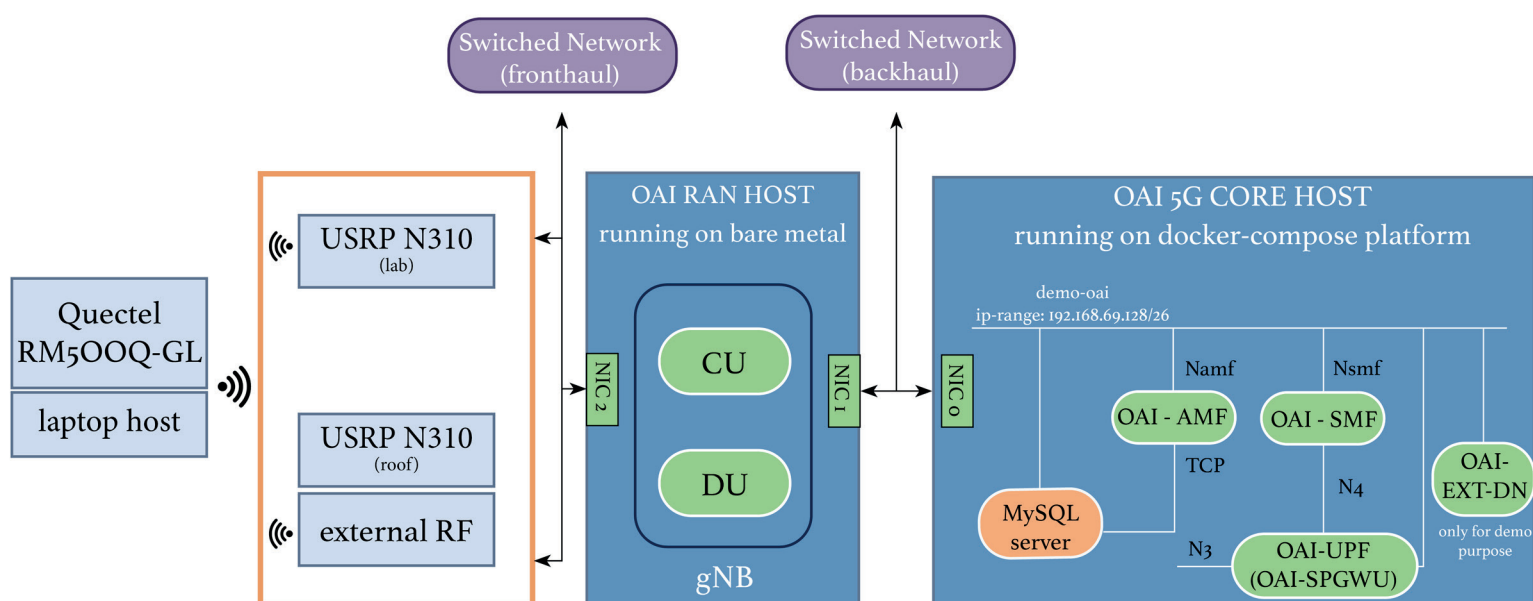 Switched Network
(fronthaul)
Switched Network
(backhaul)
Quectel
RM500Q-GL
laptop host
USRP N310
(lab)
USRP N310
(roof)
external RF
OAI RAN HOST
running on bare metal
NIC 2
CU
DU
gNB
NIC 1
OAI 5G CORE HOST
running on docker-compose platform
NIC 0
demo-oai
ip-range: 192.168.69.128/26
Namf
Nsmf
OAI - AMF
OAI - SMF
TCP
N4
OAI-
EXT-DN
only for demo
purpose
MySQL
server
N3
OAI-UPF
(OAI-SPGWU)